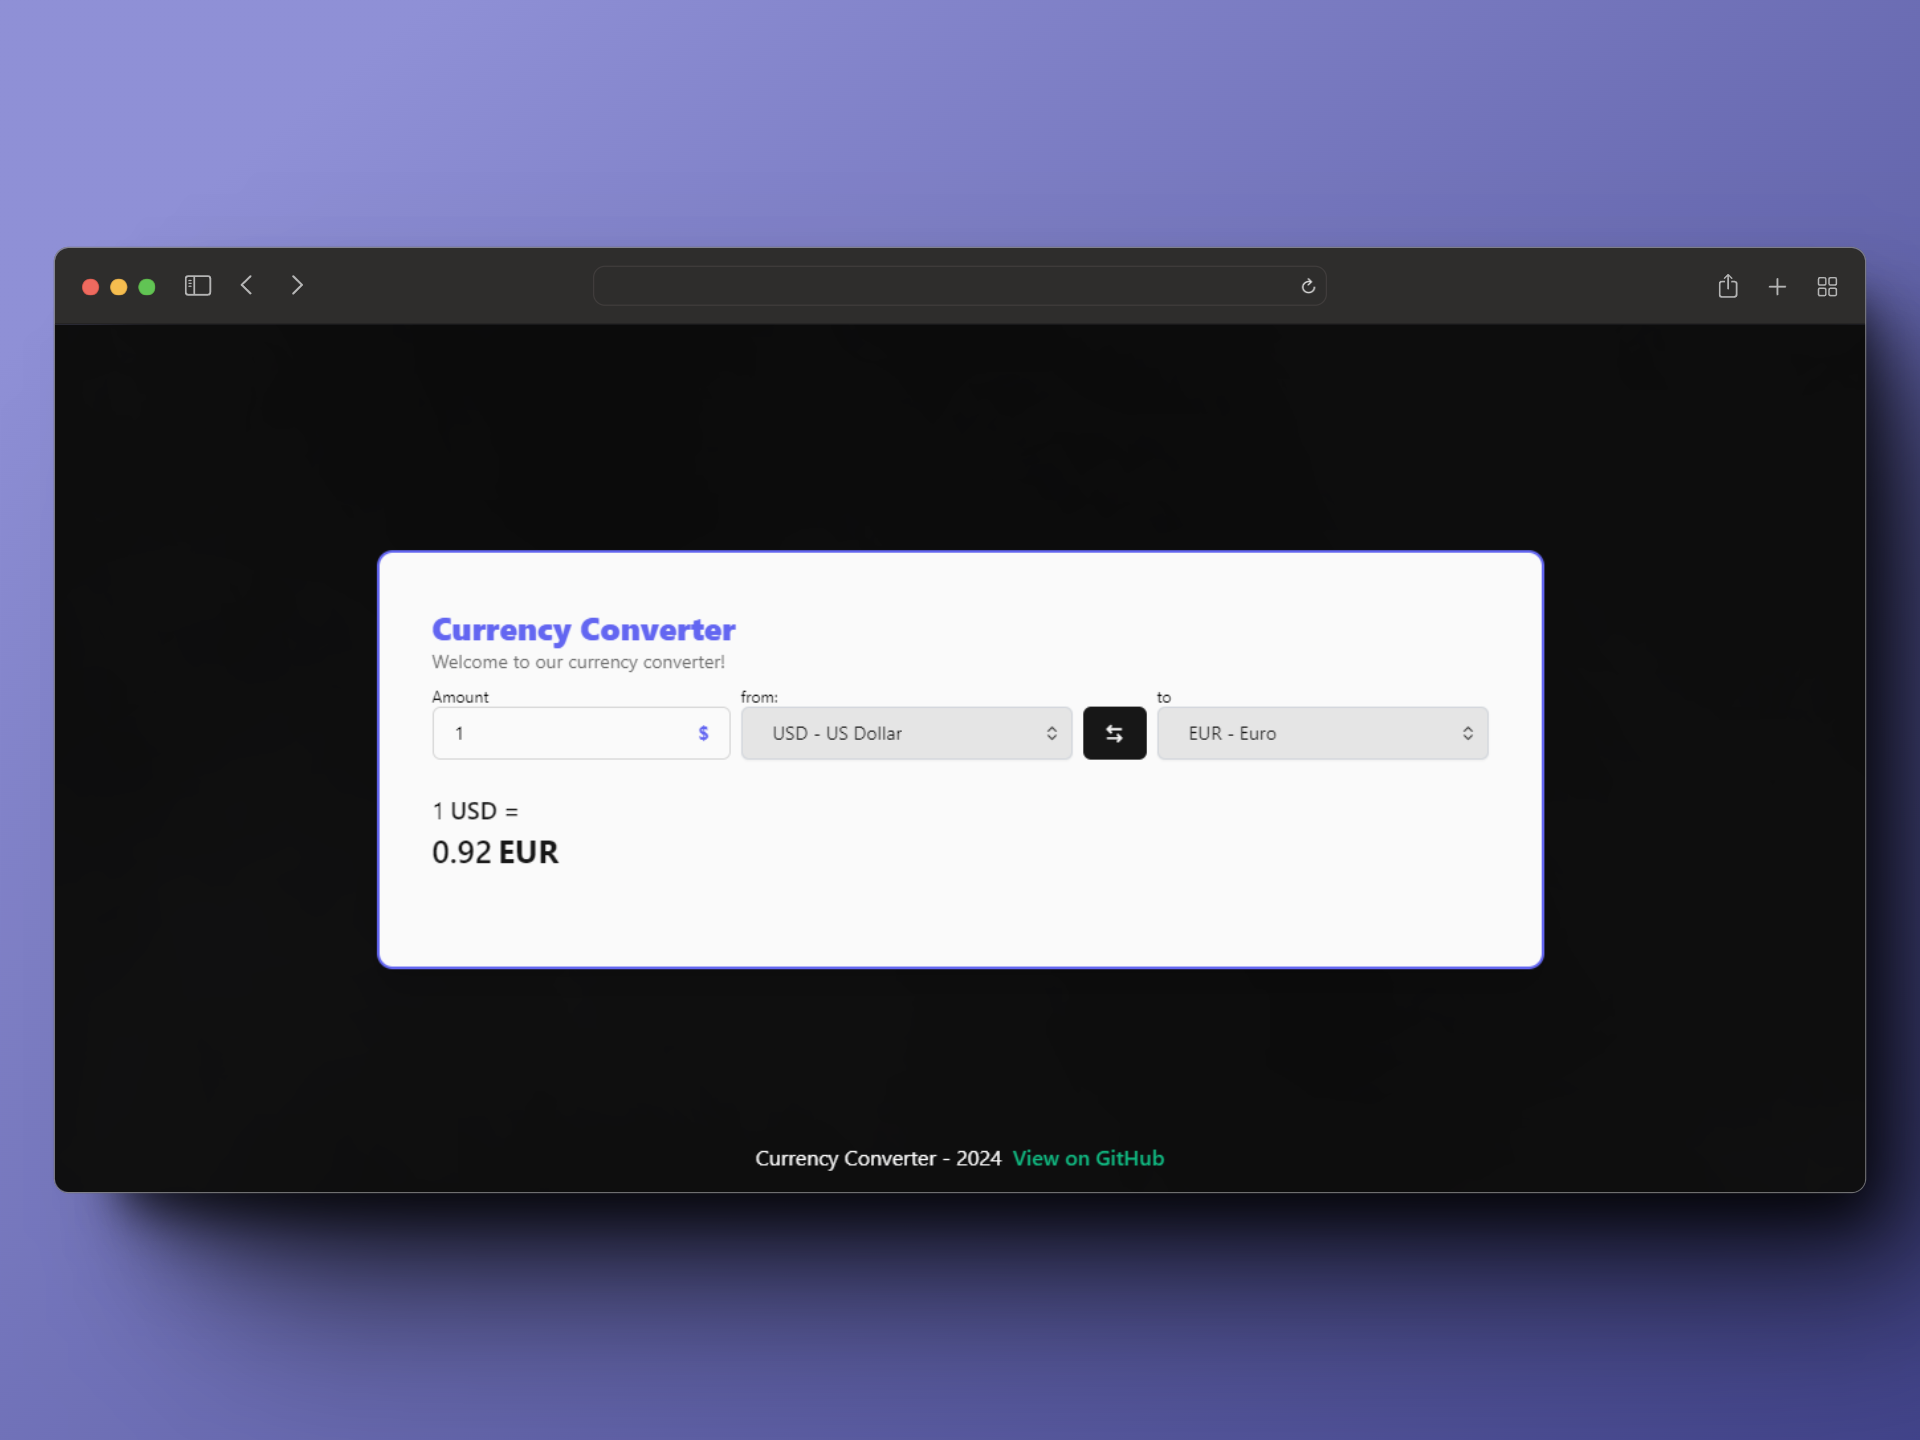 Currency Converter
Welcome to our currency converter!
Amount from: to
1 $ USD - US Dollar EUR - Euro
1 USD =
0.92 EUR
Currency Converter - 2024 View on GitHub